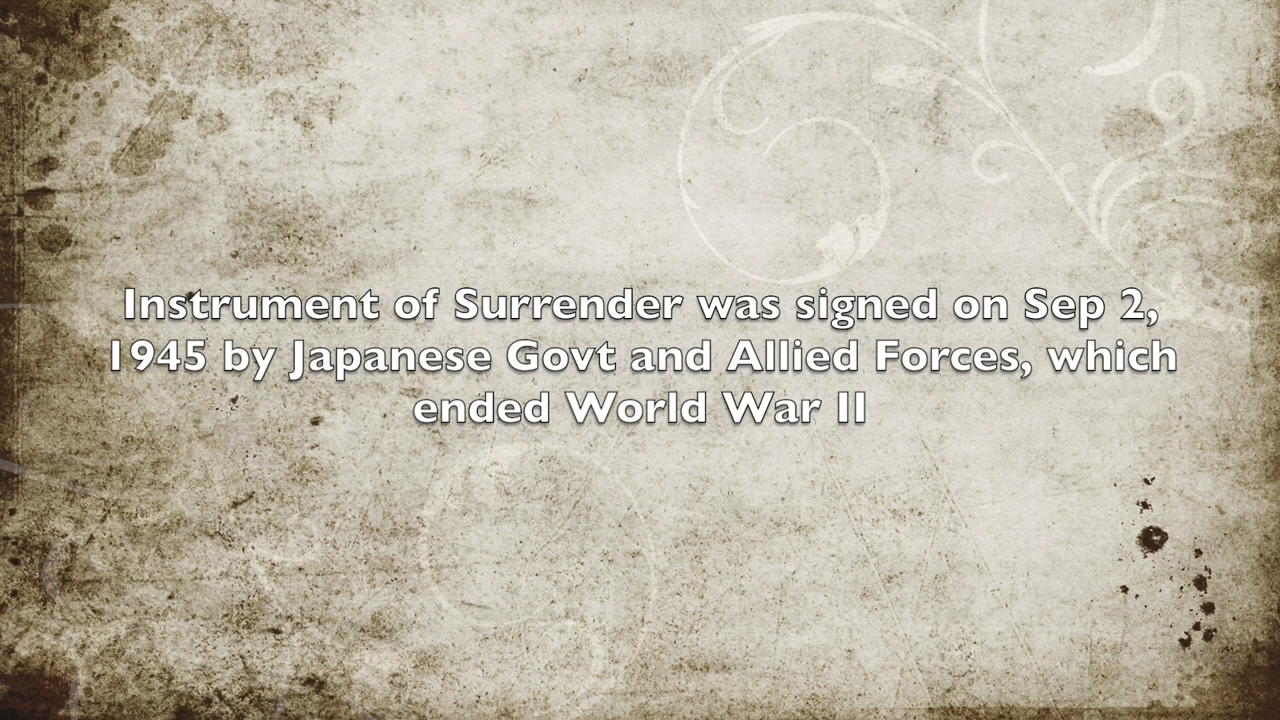 Instrument of Surrender was signed on Sep 2,
1945 by Japanese Govt and Allied Forces, which
ended World War II